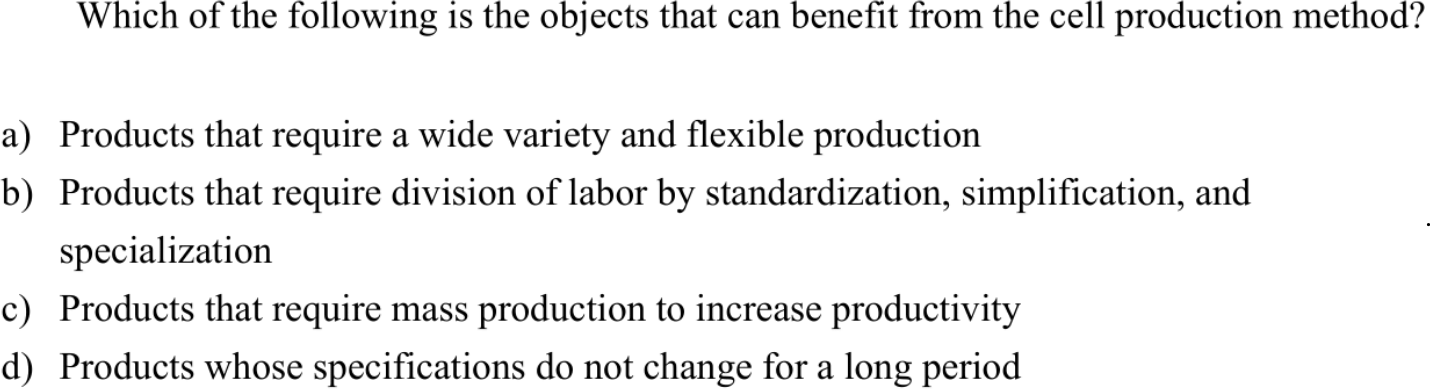 Which of the following is the objects that can benefit from the cell production method?
a) Products that require a wide variety and flexible production
b) Products that require division of labor by standardization, simplification, and
specialization
c) Products that require mass production to increase productivity
d) Products whose specifications do not change for a long period